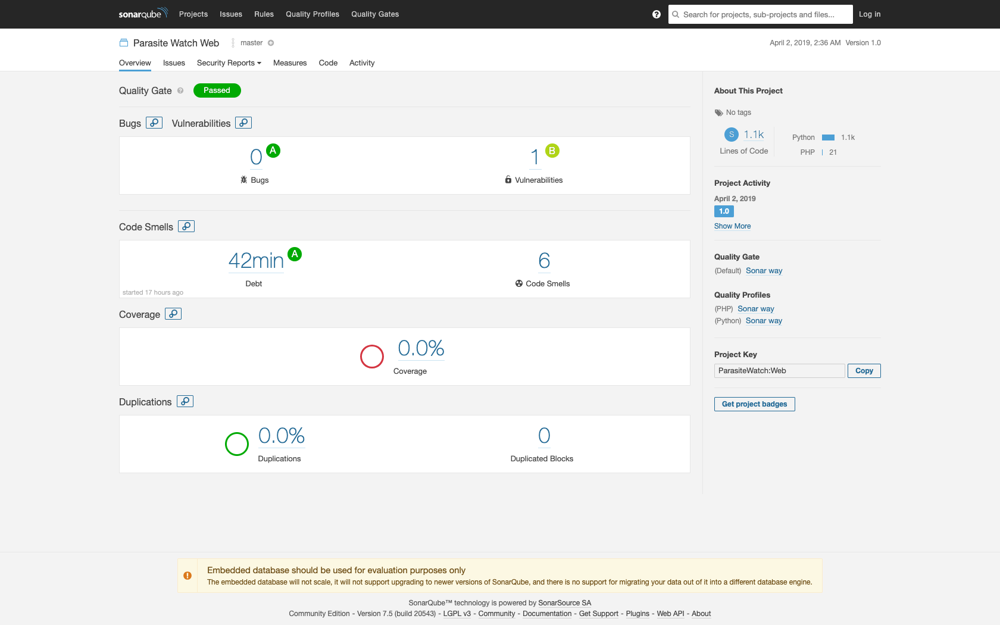 sonarqube Projects Issues Rules Quality Profiles Quality Gates ? Search for projects, sub-projects and files... Log in
Parasite Watch Web master April 2, 2019, 2:36 AM Version 1.0
Overview Issues Security Reports Measures Code Activity
Quality Gate ? Passed
Bugs Vulnerabilities
0 A 1 B
Bugs Vulnerabilities
Code Smells
42min A 6
Debt Code Smells
started 17 hours ago
Coverage
0.0%
Coverage
Duplications
0.0% 0
Duplications Duplicated Blocks
About This Project
No tags
S 1.1k Python 1.1k
Lines of Code PHP 21
Project Activity
April 2, 2019
1.0
Show More
Quality Gate
(Default) Sonar way
Quality Profiles
(PHP) Sonar way
(Python) Sonar way
Project Key
ParasiteWatch:Web Copy
Get project badges
Embedded database should be used for evaluation purposes only
The embedded database will not scale, it will not support upgrading to newer versions of SonarQube, and there is no support for migrating your data out of it into a different database engine.
SonarQube™ technology is powered by SonarSource SA
Community Edition - Version 7.5 (build 20543) - LGPL v3 - Community - Documentation - Get Support - Plugins - Web API - About